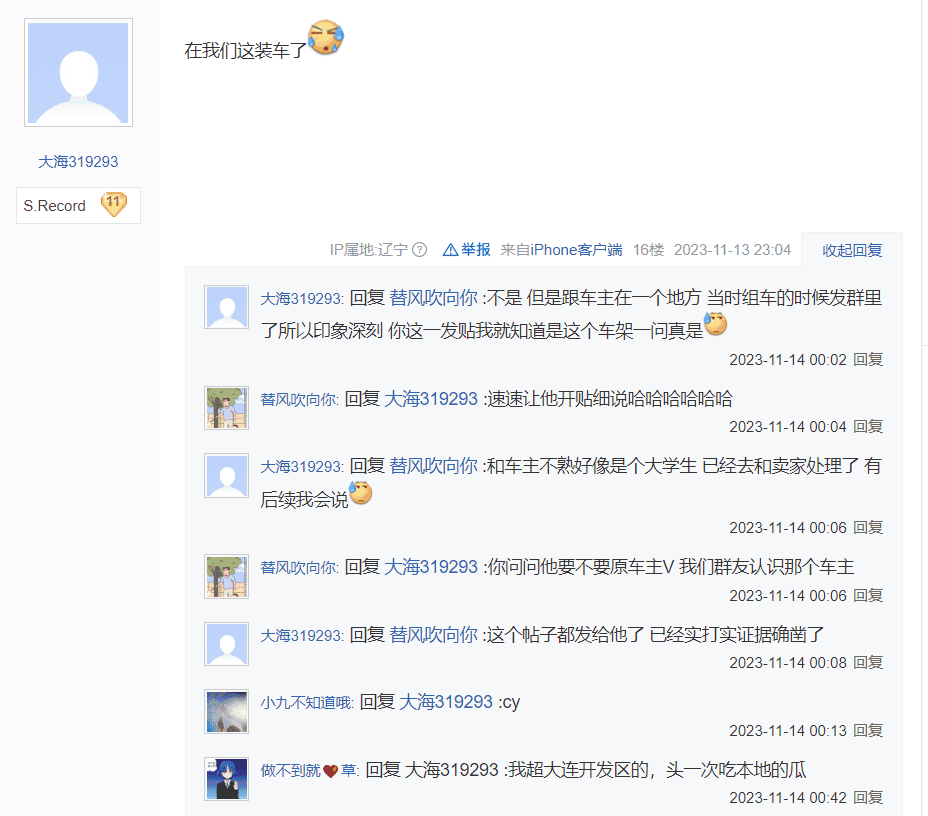 在我们这装车了
大海319293
S.Record 11
IP属地:辽宁 ? 举报 来自iPhone客户端 16楼 2023-11-13 23:04 收起回复
大海319293: 回复 替风吹向你 :不是 但是跟车主在一个地方 当时组车的时候发群里
了所以印象深刻 你这一发贴我就知道是这个车架一问真是
2023-11-14 00:02 回复
替风吹向你: 回复 大海319293 :速速让他开贴细说哈哈哈哈哈哈
2023-11-14 00:04 回复
大海319293: 回复 替风吹向你 :和车主不熟好像是个大学生 已经去和卖家处理了 有
后续我会说
2023-11-14 00:06 回复
替风吹向你: 回复 大海319293 :你问问他要不要原车主V 我们群友认识那个车主
2023-11-14 00:06 回复
大海319293: 回复 替风吹向你 :这个帖子都发给他了 已经实打实证据确凿了
2023-11-14 00:08 回复
小九不知道哦: 回复 大海319293 :cy
2023-11-14 00:13 回复
做不到就❤草: 回复 大海319293 :我超大连开发区的，头一次吃本地的瓜
2023-11-14 00:42 回复